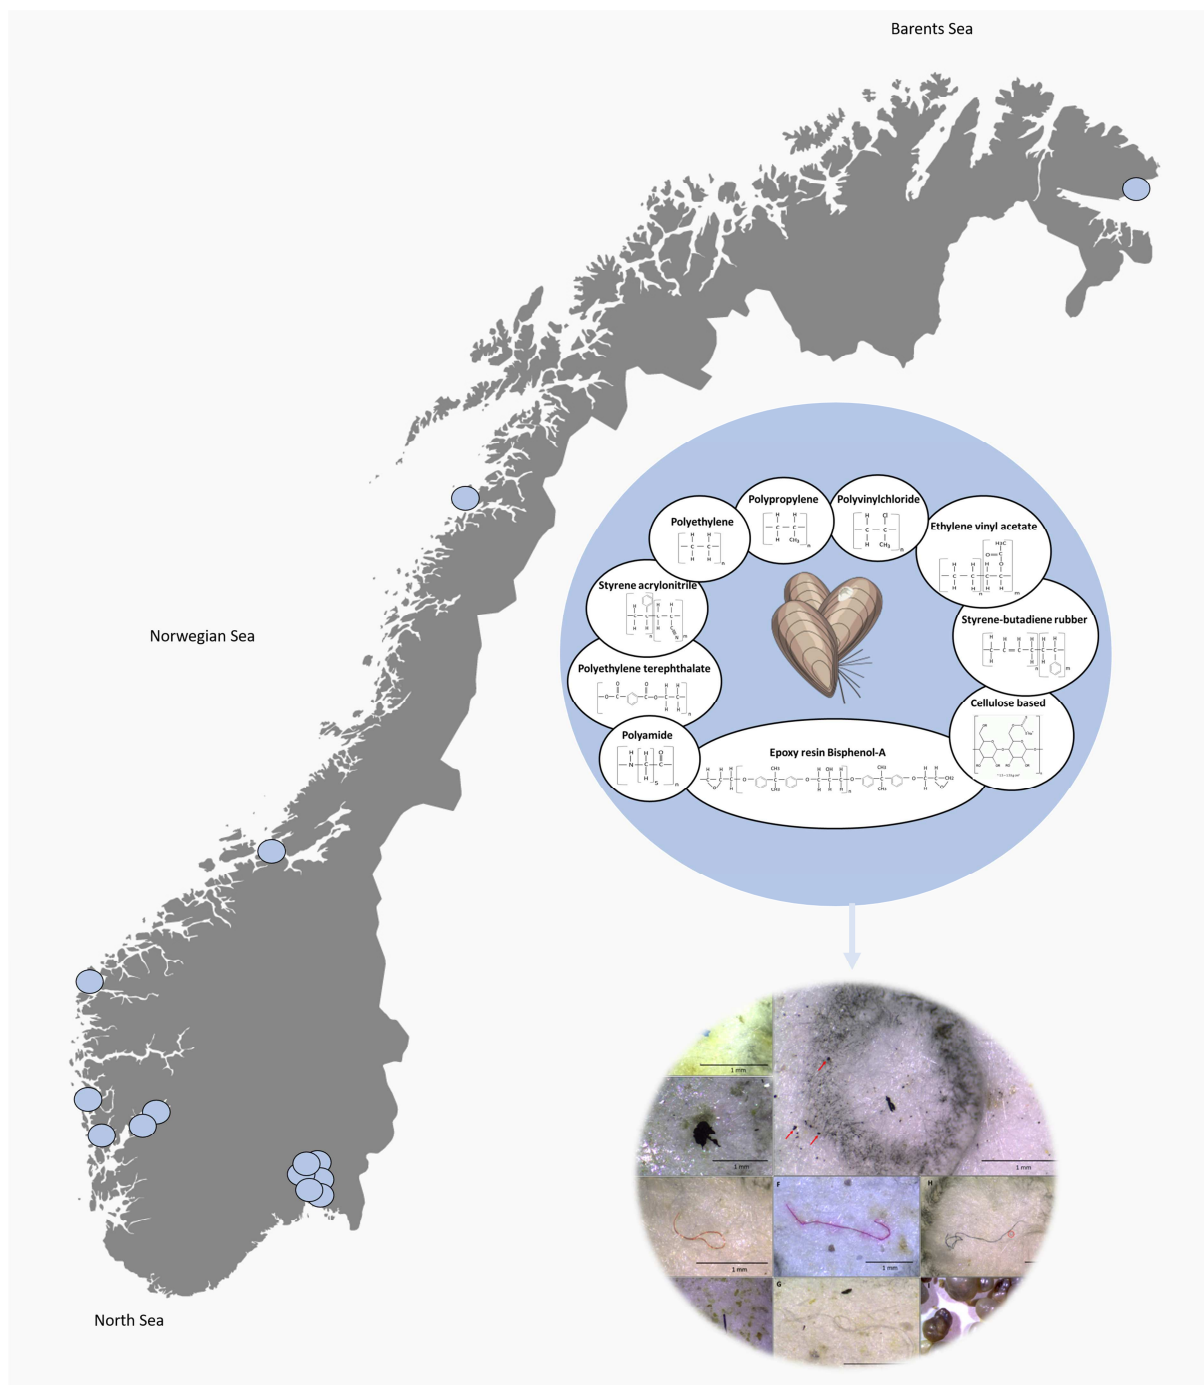 Barents Sea
Norwegian Sea
North Sea
Polypropylene
Polyvinylchloride
Polyethylene
Ethylene vinyl acetate
Styrene acrylonitrile
Styrene-butadiene rubber
Polyethylene terephthalate
Cellulose based
Polyamide
Epoxy resin Bisphenol-A
1 mm
1 mm
1 mm
F
H
1 mm
1 mm
G
I